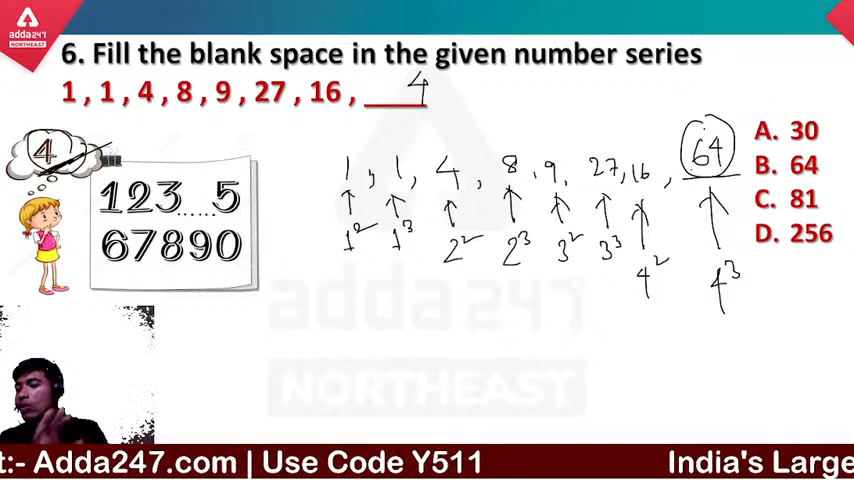 adda247
NORTHEAST
6. Fill the blank space in the given number series
1 , 1 , 4 , 8 , 9 , 27 , 16 , ____ 4
4
123......5
67890
1 , 1 , 4 , 8 , 9 , 27 , 16 , 64
1² 1³ 2² 2³ 3² 3³ 4² 4³
A. 30
B. 64
C. 81
D. 256
adda247
NORTHEAST
t:- Adda247.com | Use Code Y511 India's Large